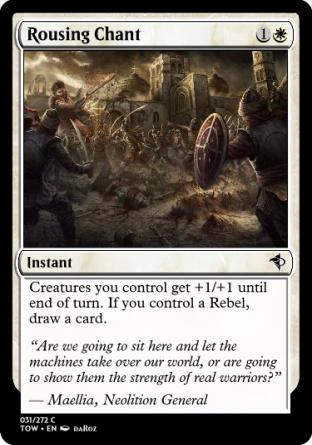 Rousing Chant 1
Instant
Creatures you control get +1/+1 until
end of turn. If you control a Rebel,
draw a card.
“Are we going to sit here and let the
machines take over our world, or are going
to show them the strength of real warriors?”
— Maellia, Neolition General
031/272 C
TOW • EN DAROZ